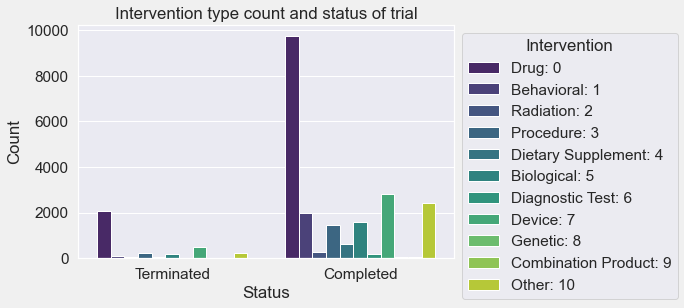 Intervention type count and status of trial
10000
8000
6000
4000
2000
0
Count
Terminated
Completed
Status
Intervention
Drug: 0
Behavioral: 1
Radiation: 2
Procedure: 3
Dietary Supplement: 4
Biological: 5
Diagnostic Test: 6
Device: 7
Genetic: 8
Combination Product: 9
Other: 10